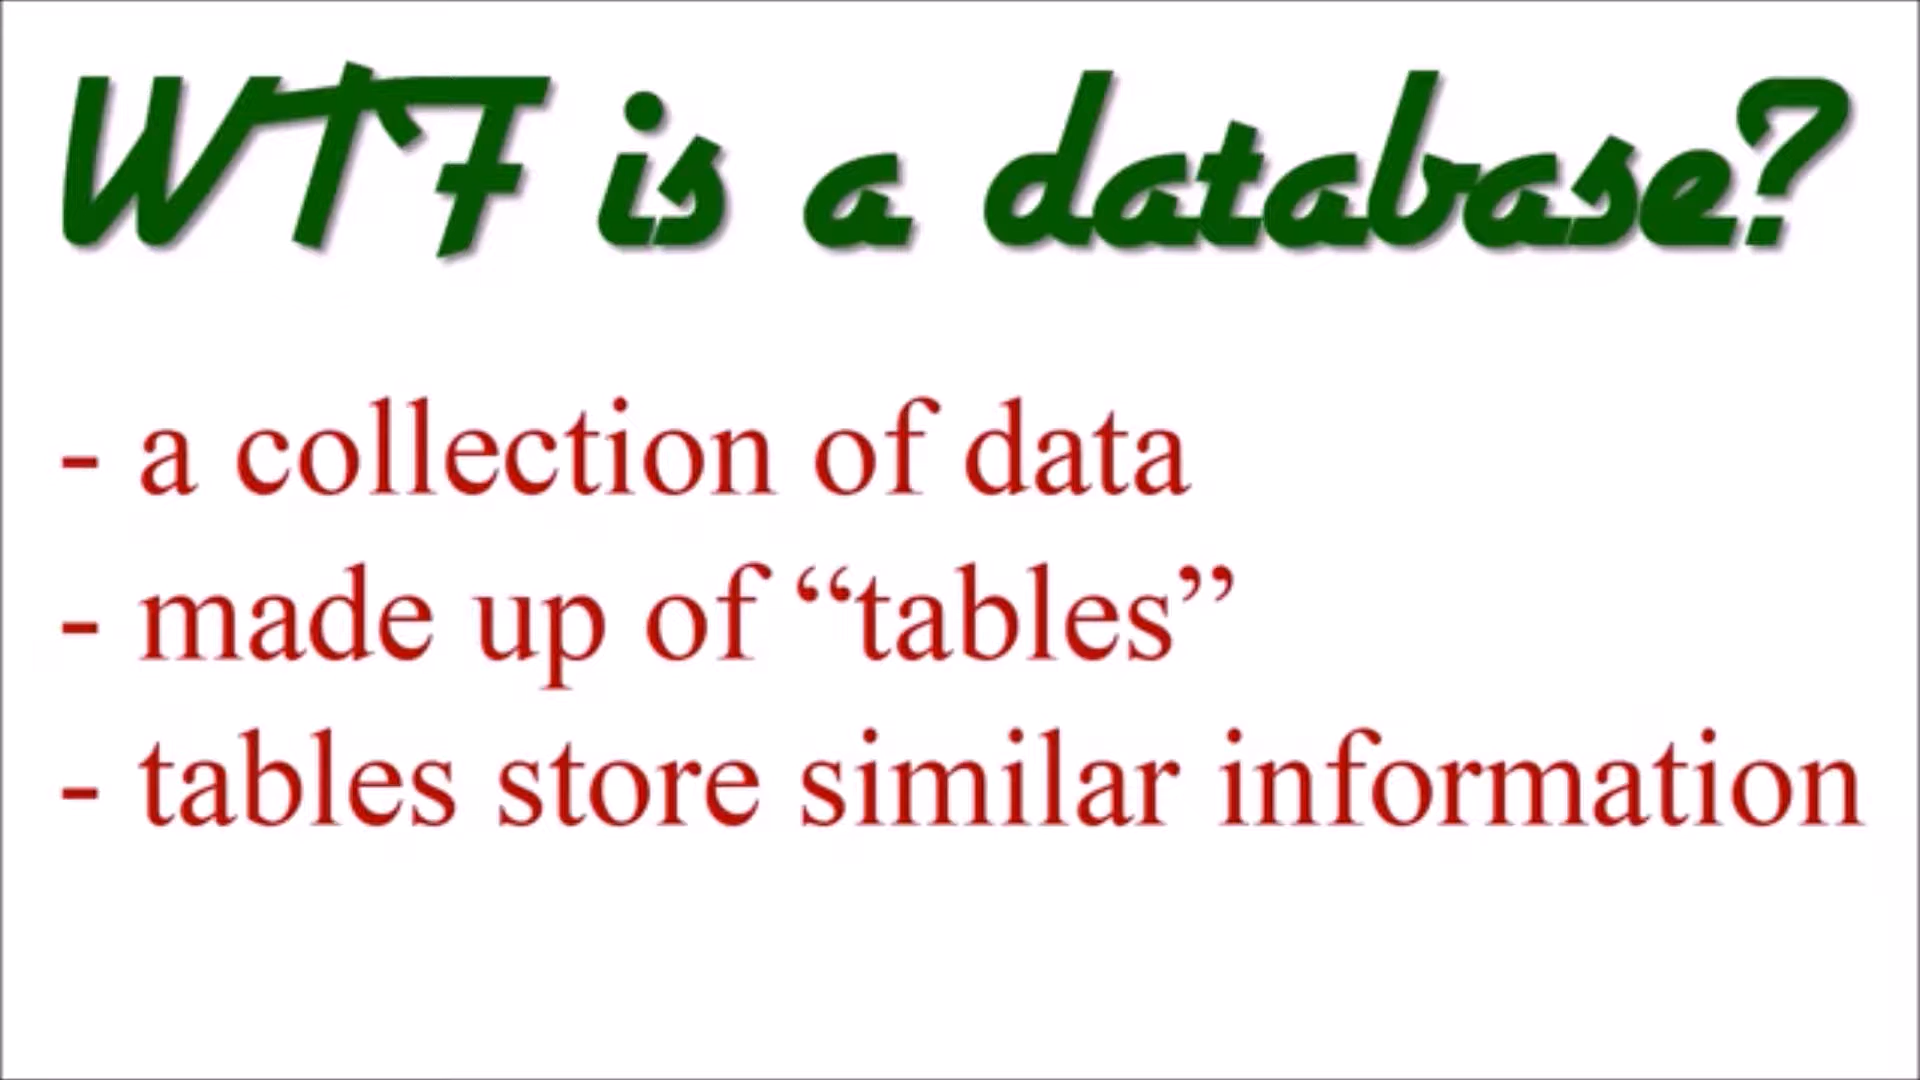 WTF is a database?
- a collection of data
- made up of “tables”
- tables store similar information